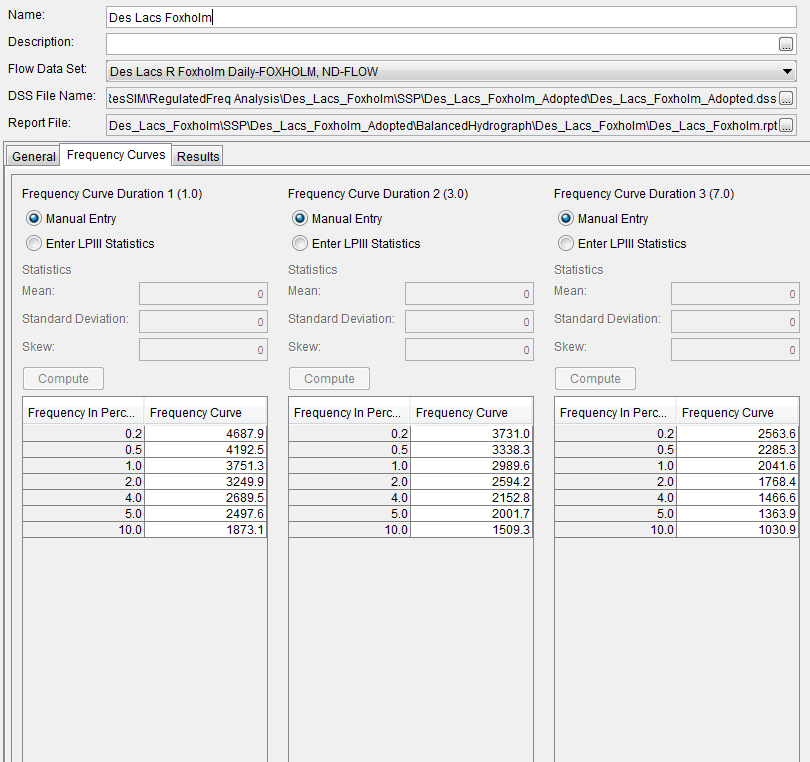 Name: Des Lacs Foxholm
Description: ...
Flow Data Set: Des Lacs R Foxholm Daily-FOXHOLM, ND-FLOW
DSS File Name: ResSIM\RegulatedFreq Analysis\Des_Lacs_Foxholm\SSP\Des_Lacs_Foxholm_Adopted\Des_Lacs_Foxholm_Adopted.dss ...
Report File: Des_Lacs_Foxholm\SSP\Des_Lacs_Foxholm_Adopted\BalancedHydrograph\Des_Lacs_Foxholm\Des_Lacs_Foxholm.rpt ...
General Frequency Curves Results
Frequency Curve Duration 1 (1.0) Frequency Curve Duration 2 (3.0) Frequency Curve Duration 3 (7.0)
Manual Entry Manual Entry Manual Entry
Enter LPIII Statistics Enter LPIII Statistics Enter LPIII Statistics
Statistics Statistics Statistics
Mean: 0 Mean: 0 Mean: 0
Standard Deviation: 0 Standard Deviation: 0 Standard Deviation: 0
Skew: 0 Skew: 0 Skew: 0
Compute Compute Compute
Frequency In Perc... Frequency Curve Frequency In Perc... Frequency Curve Frequency In Perc... Frequency Curve
0.2 4687.9 0.2 3731.0 0.2 2563.6
0.5 4192.5 0.5 3338.3 0.5 2285.3
1.0 3751.3 1.0 2989.6 1.0 2041.6
2.0 3249.9 2.0 2594.2 2.0 1768.4
4.0 2689.5 4.0 2152.8 4.0 1466.6
5.0 2497.6 5.0 2001.7 5.0 1363.9
10.0 1873.1 10.0 1509.3 10.0 1030.9